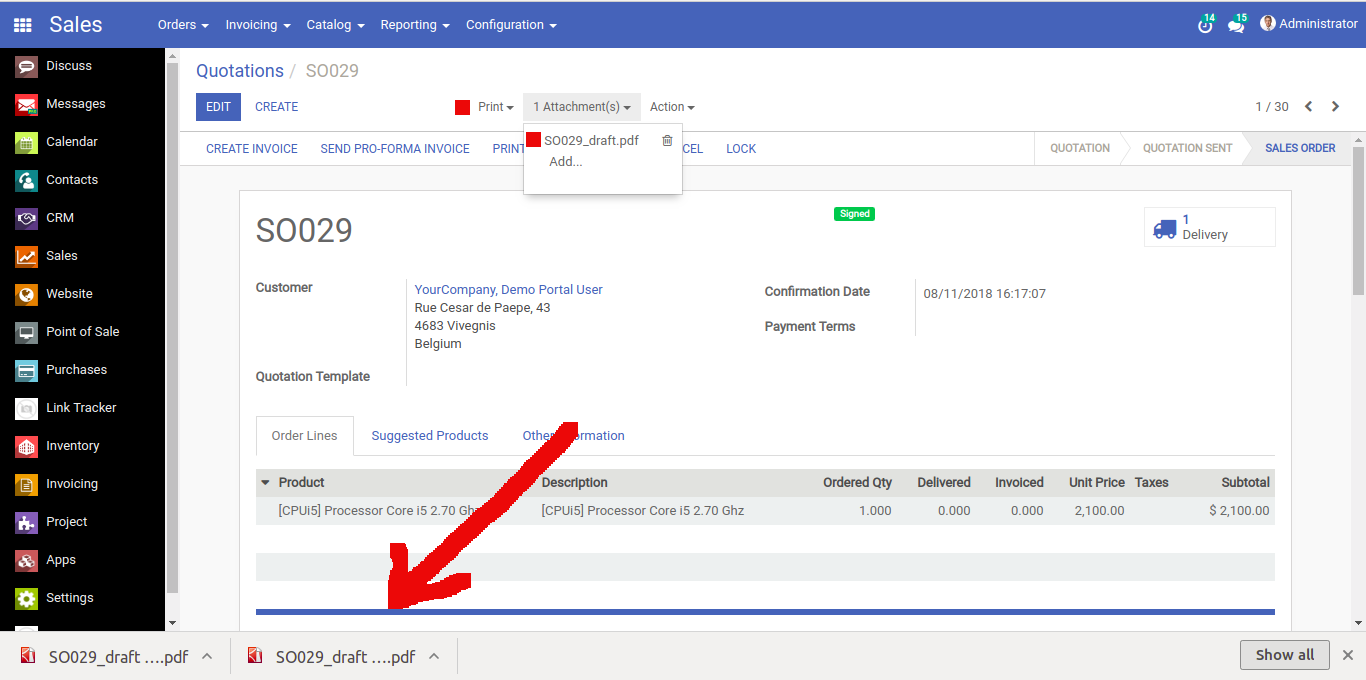 Sales Orders Invoicing Catalog Reporting Configuration 14 15 Administrator
Discuss
Messages
Calendar
Contacts
CRM
Sales
Website
Point of Sale
Purchases
Link Tracker
Inventory
Invoicing
Project
Apps
Settings
Quotations / SO029
EDIT CREATE Print 1 Attachment(s) Action 1 / 30
SO029_draft.pdf
Add...
CREATE INVOICE SEND PRO-FORMA INVOICE PRINT CEL LOCK QUOTATION QUOTATION SENT SALES ORDER
SO029 Signed
1
Delivery
Customer
YourCompany, Demo Portal User
Rue Cesar de Paepe, 43
4683 Vivegnis
Belgium
Quotation Template
Confirmation Date 08/11/2018 16:17:07
Payment Terms
Order Lines Suggested Products Other rmation
Product Description Ordered Qty Delivered Invoiced Unit Price Taxes Subtotal
[CPUi5] Processor Core i5 2.70 Ghz [CPUi5] Processor Core i5 2.70 Ghz 1.000 0.000 0.000 2,100.00 $ 2,100.00
SO029_draft ....pdf SO029_draft ....pdf Show all